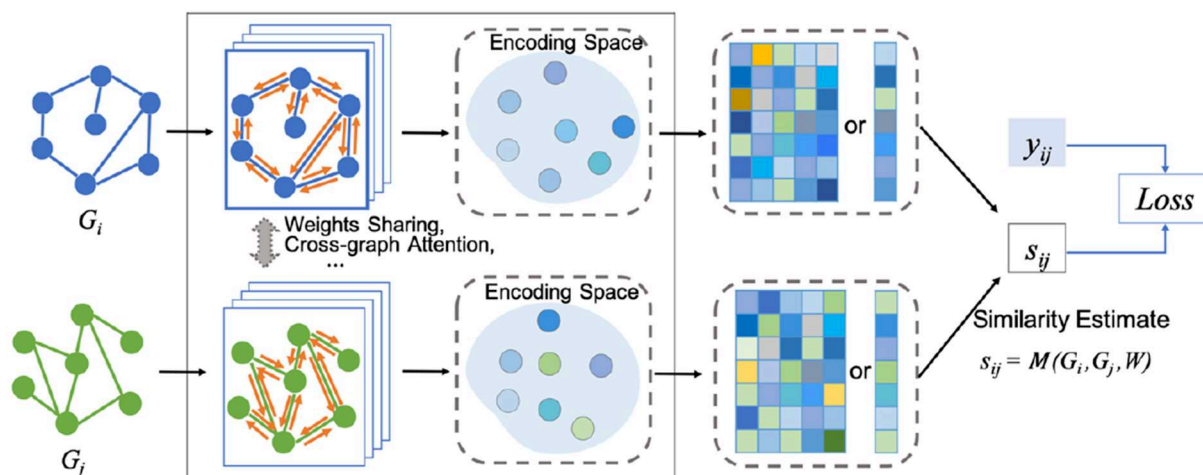 G_i
Weights Sharing,
Cross-graph Attention,
...
G_j
Encoding Space
Encoding Space
or
or
y_ij
s_ij
Loss
Similarity Estimate
s_ij = M(G_i,G_j,W)